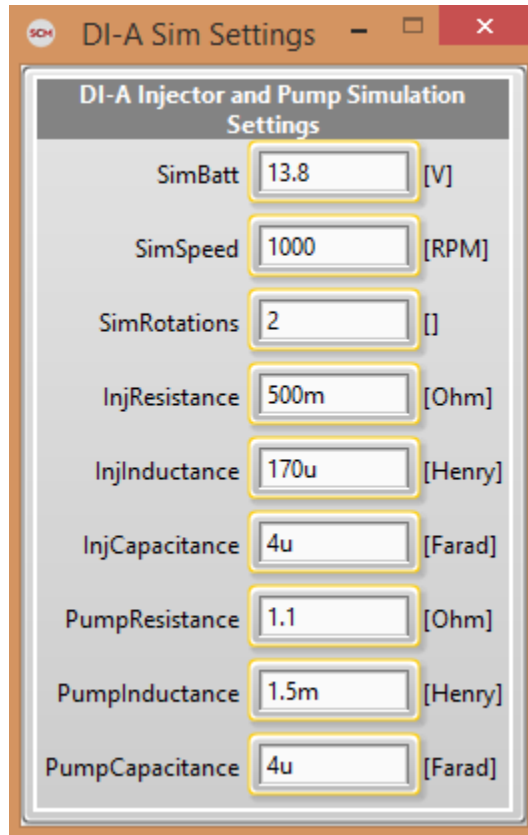 SCM DI-A Sim Settings
DI-A Injector and Pump Simulation
Settings
SimBatt 13.8 [V]
SimSpeed 1000 [RPM]
SimRotations 2 []
InjResistance 500m [Ohm]
InjInductance 170u [Henry]
InjCapacitance 4u [Farad]
PumpResistance 1.1 [Ohm]
PumpInductance 1.5m [Henry]
PumpCapacitance 4u [Farad]